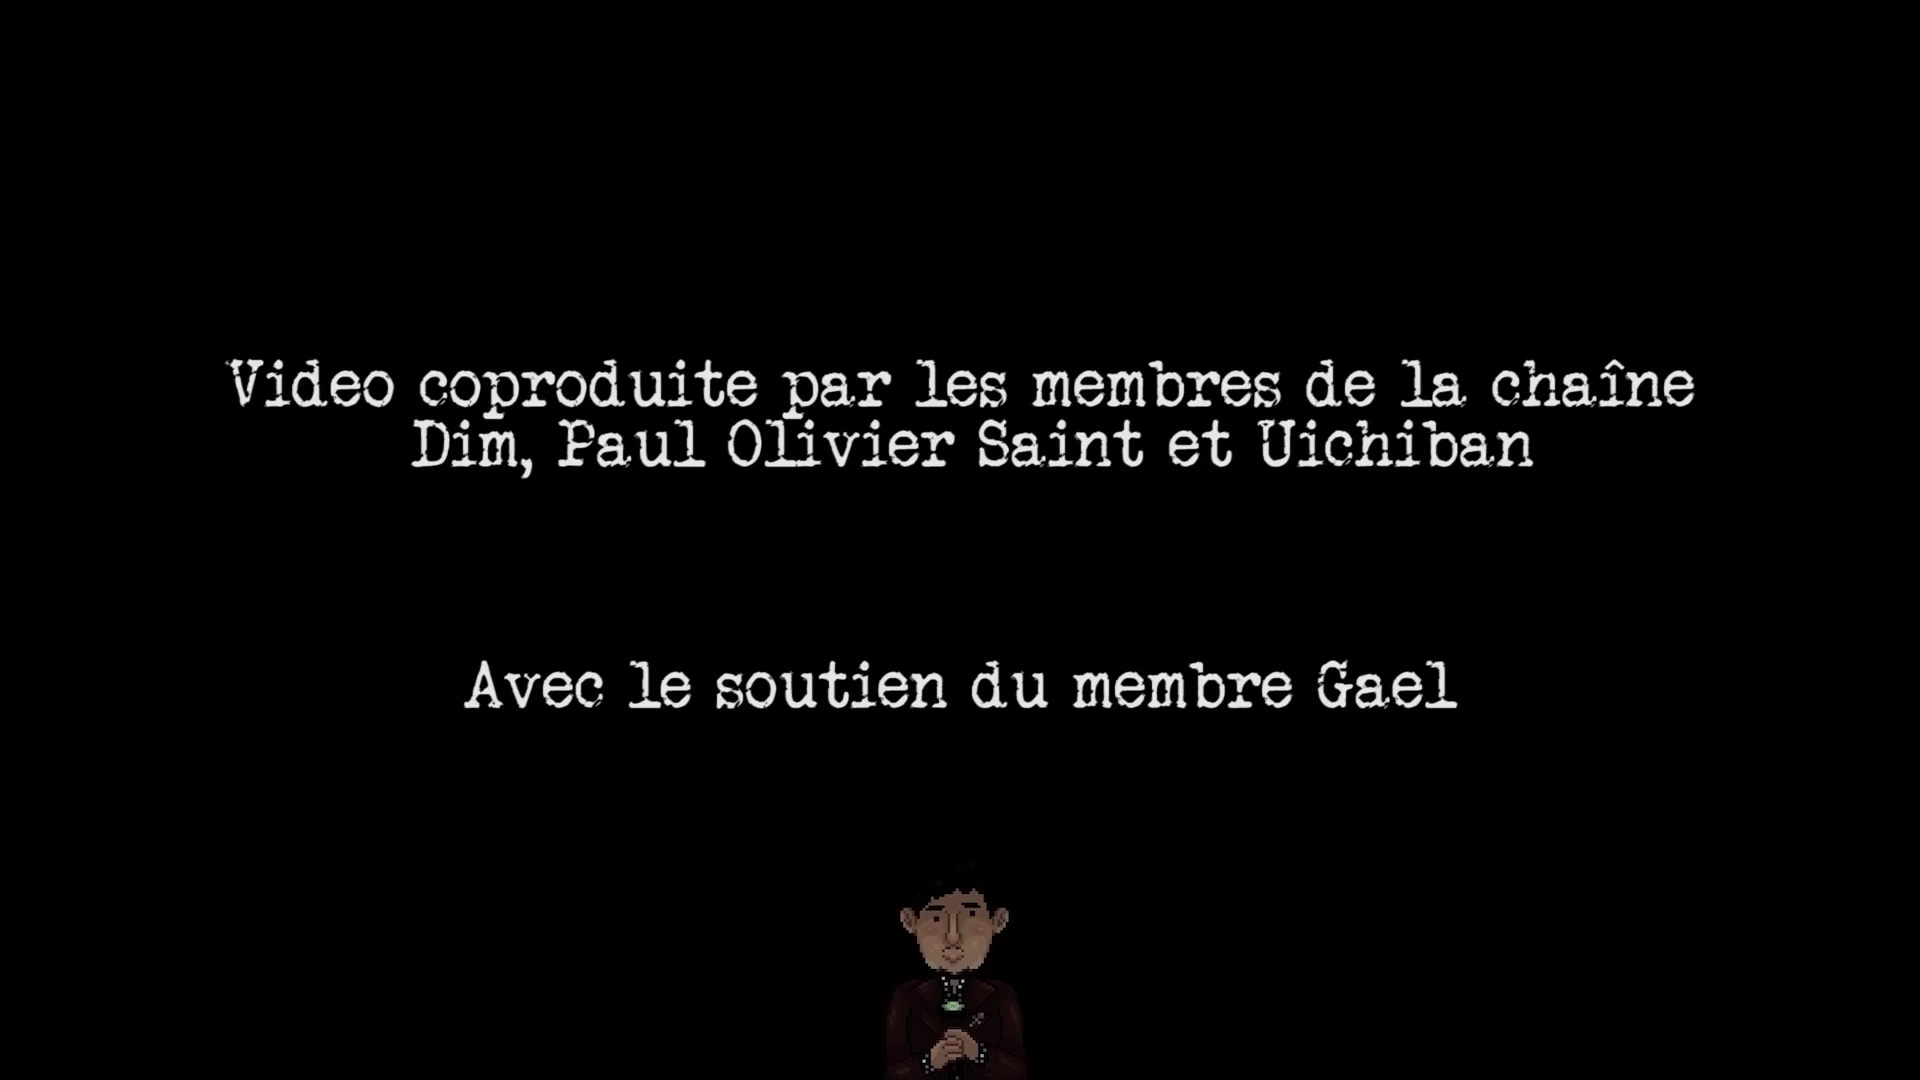 Video coproduite par les membres de la chaîne
Dim, Paul Olivier Saint et Uichiban
Avec le soutien du membre Gael